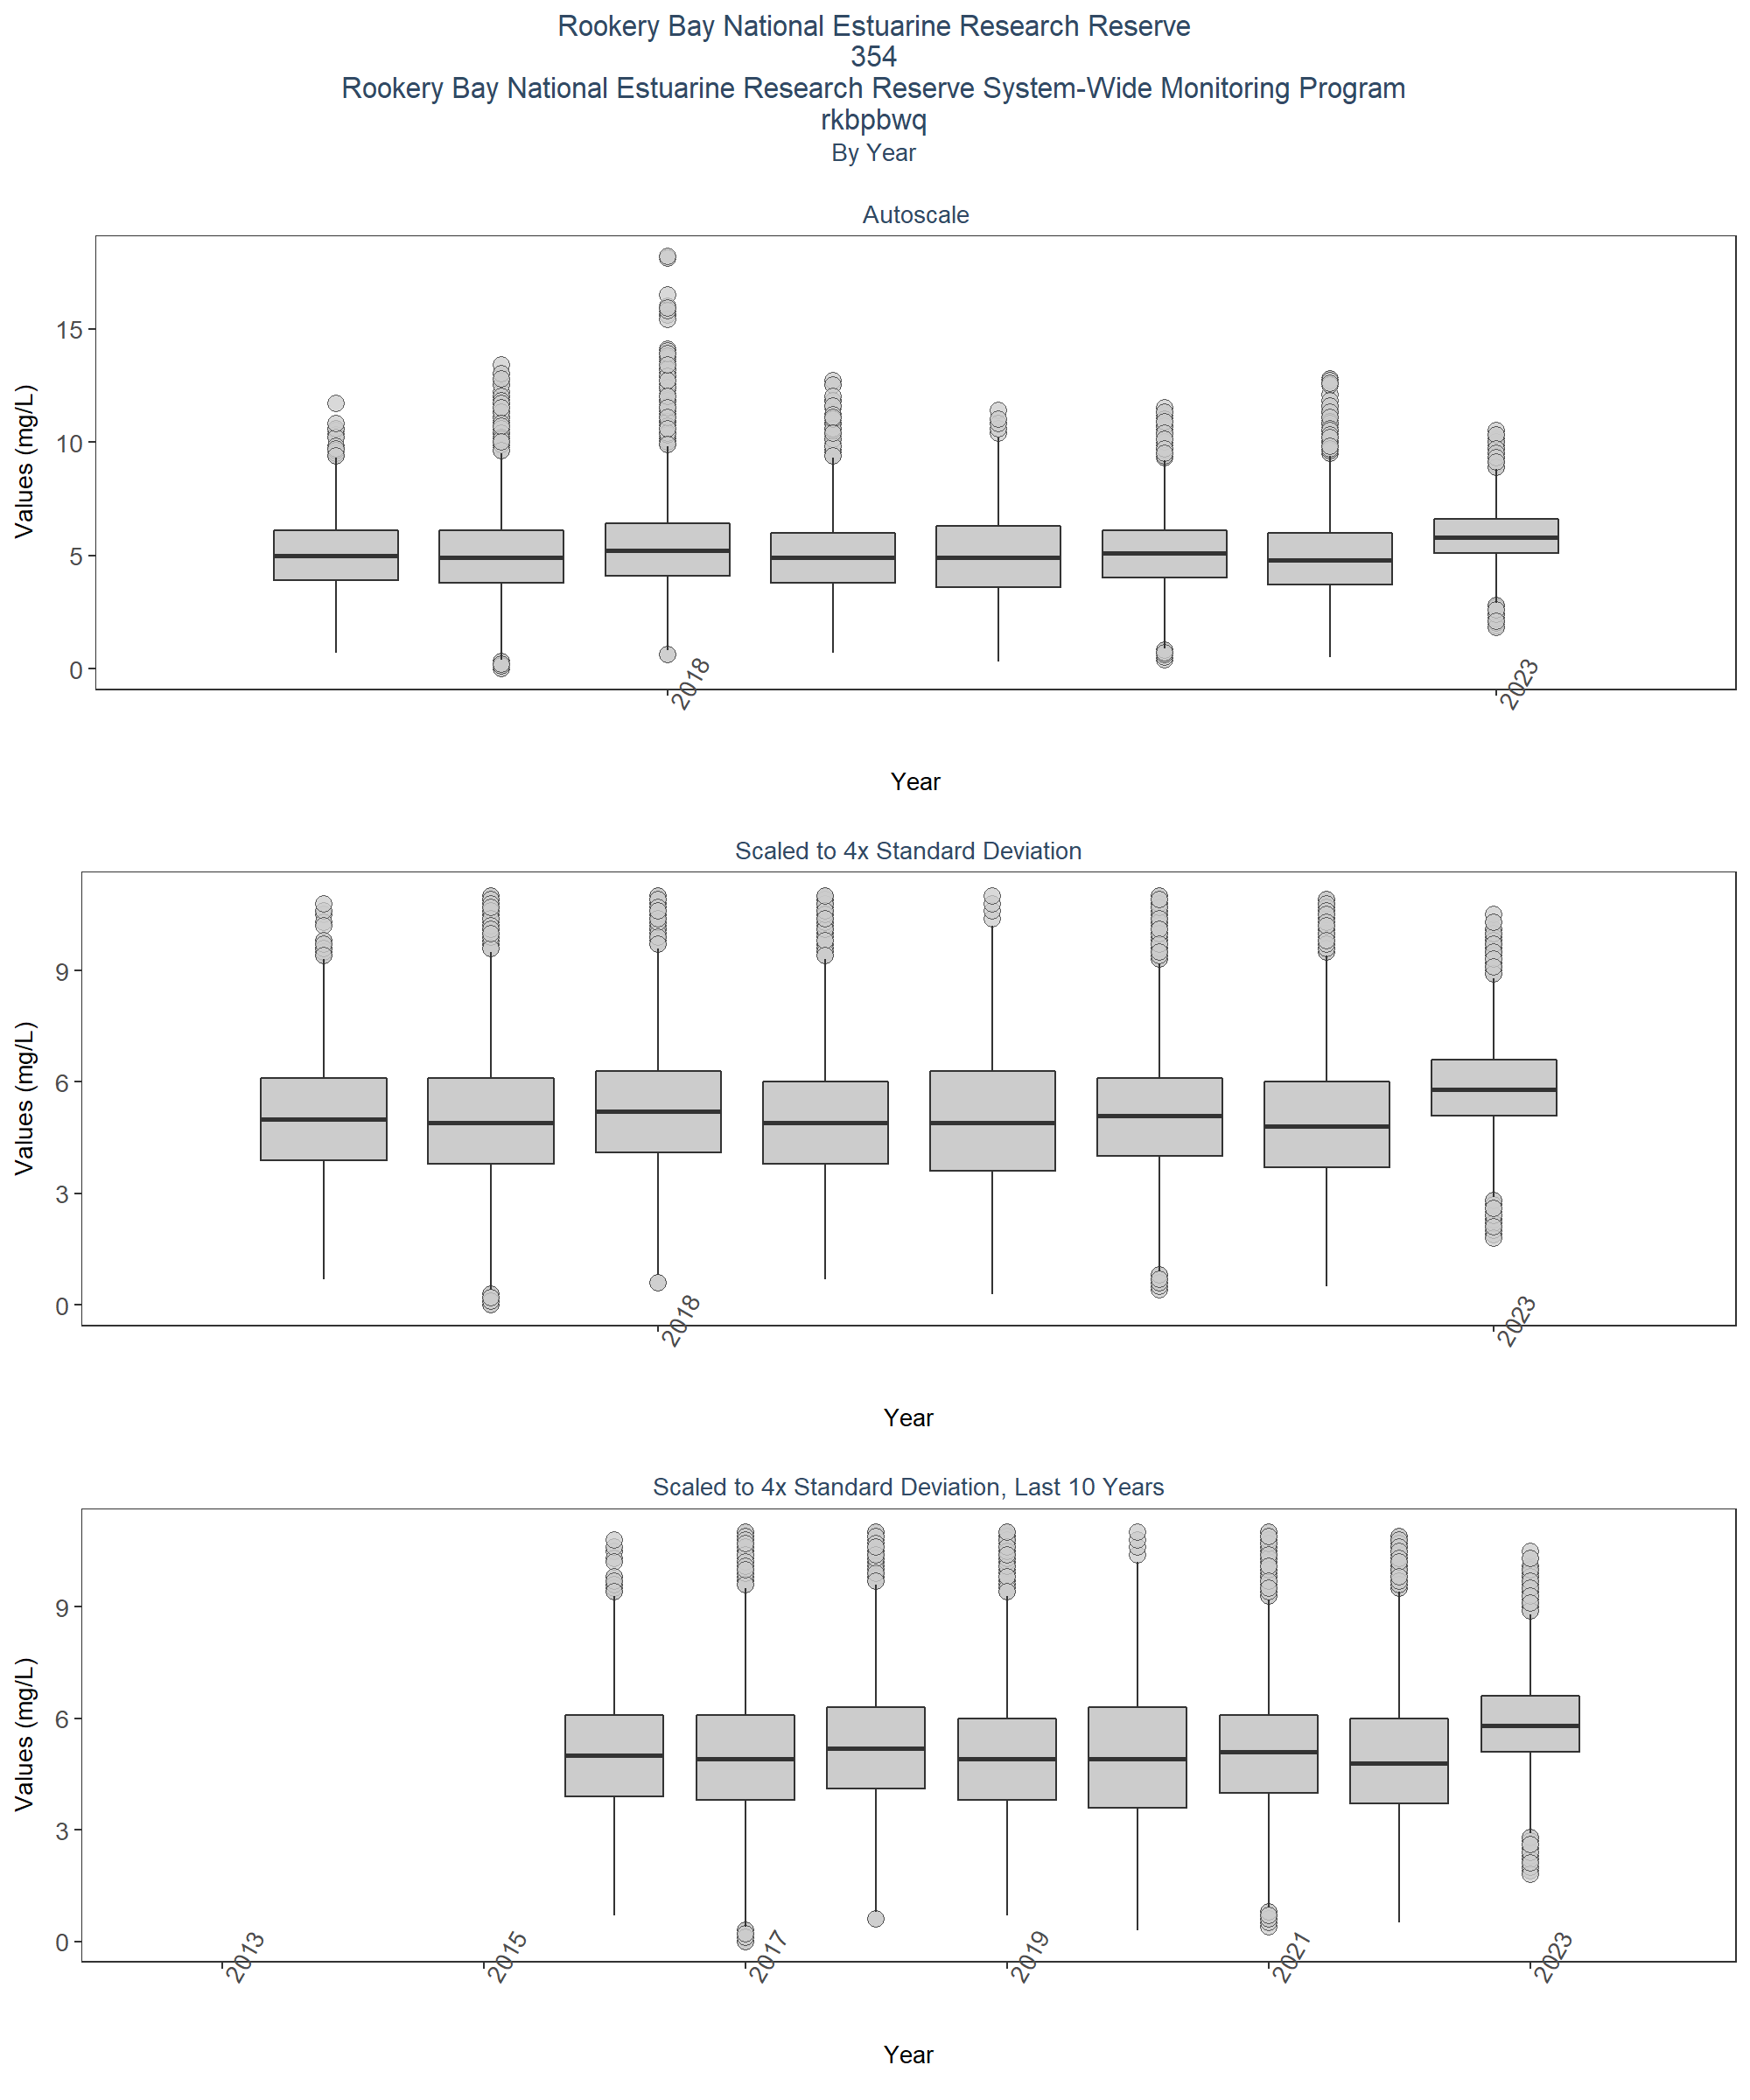 Rookery Bay National Estuarine Research Reserve
354
Rookery Bay National Estuarine Research Reserve System-Wide Monitoring Program
rkbpbwq
By Year
Autoscale
Values (mg/L)
15
10
5
0
2018
2023
Year
Scaled to 4x Standard Deviation
Values (mg/L)
9
6
3
0
2018
2023
Year
Scaled to 4x Standard Deviation, Last 10 Years
Values (mg/L)
9
6
3
0
2013
2015
2017
2019
2021
2023
Year